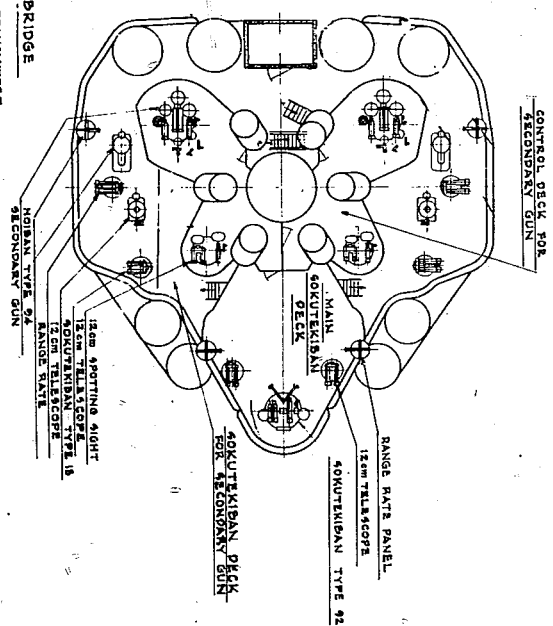 BRIDGE
CONTROL DECK FOR
SECONDARY GUN
MAIN
SOKUTEKIBAN
DECK
RANGE RATE PANEL
12cm TELESCOPE
SOKUTEKIBAN TYPE 92
SOKUTEKIBAN DECK
FOR SECONDARY GUN
12cm SPOTTING SIGHT
12cm TELESCOPE
SOKUTEKIBAN TYPE
12cm TELESCOPE
RANGE RATE
HOIBAN TYPE 94
SECONDARY GUN